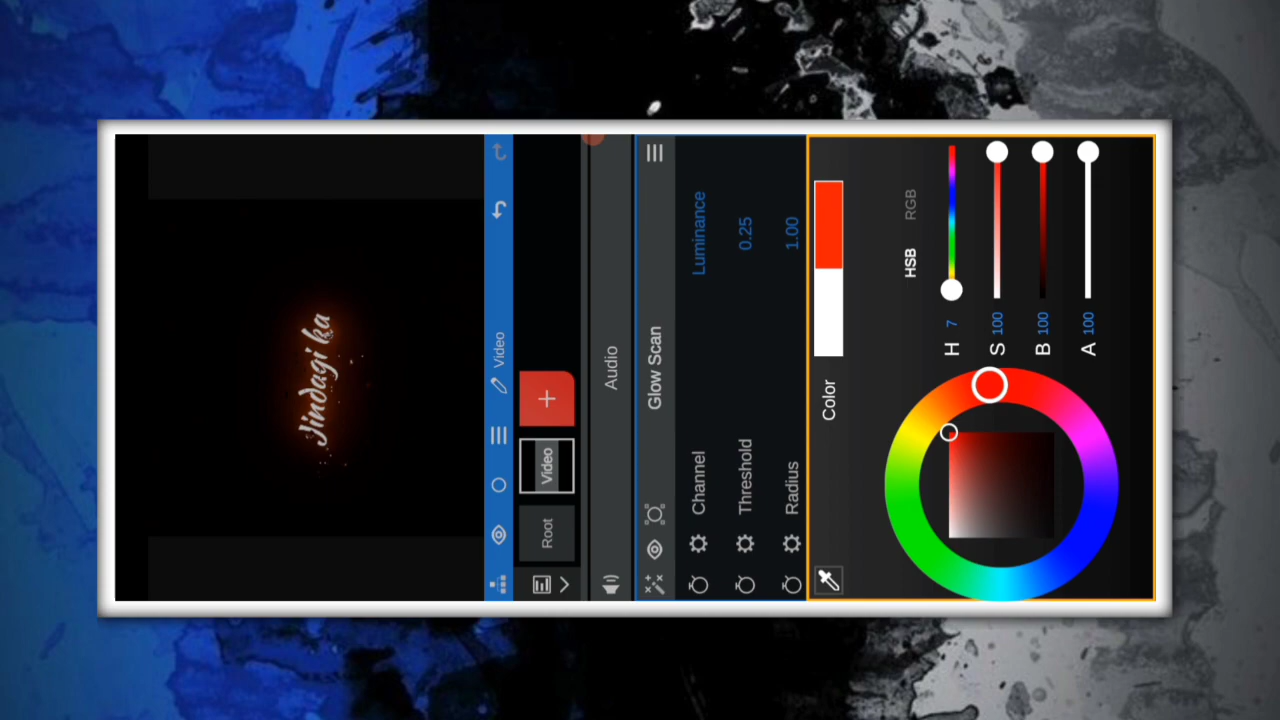 Jindagi ka
Video
Root
Video
+
Audio
Glow Scan
Channel Luminance
Threshold 0.25
Radius 1.00
Color
HSB RGB
H 7
S 100
B 100
A 100